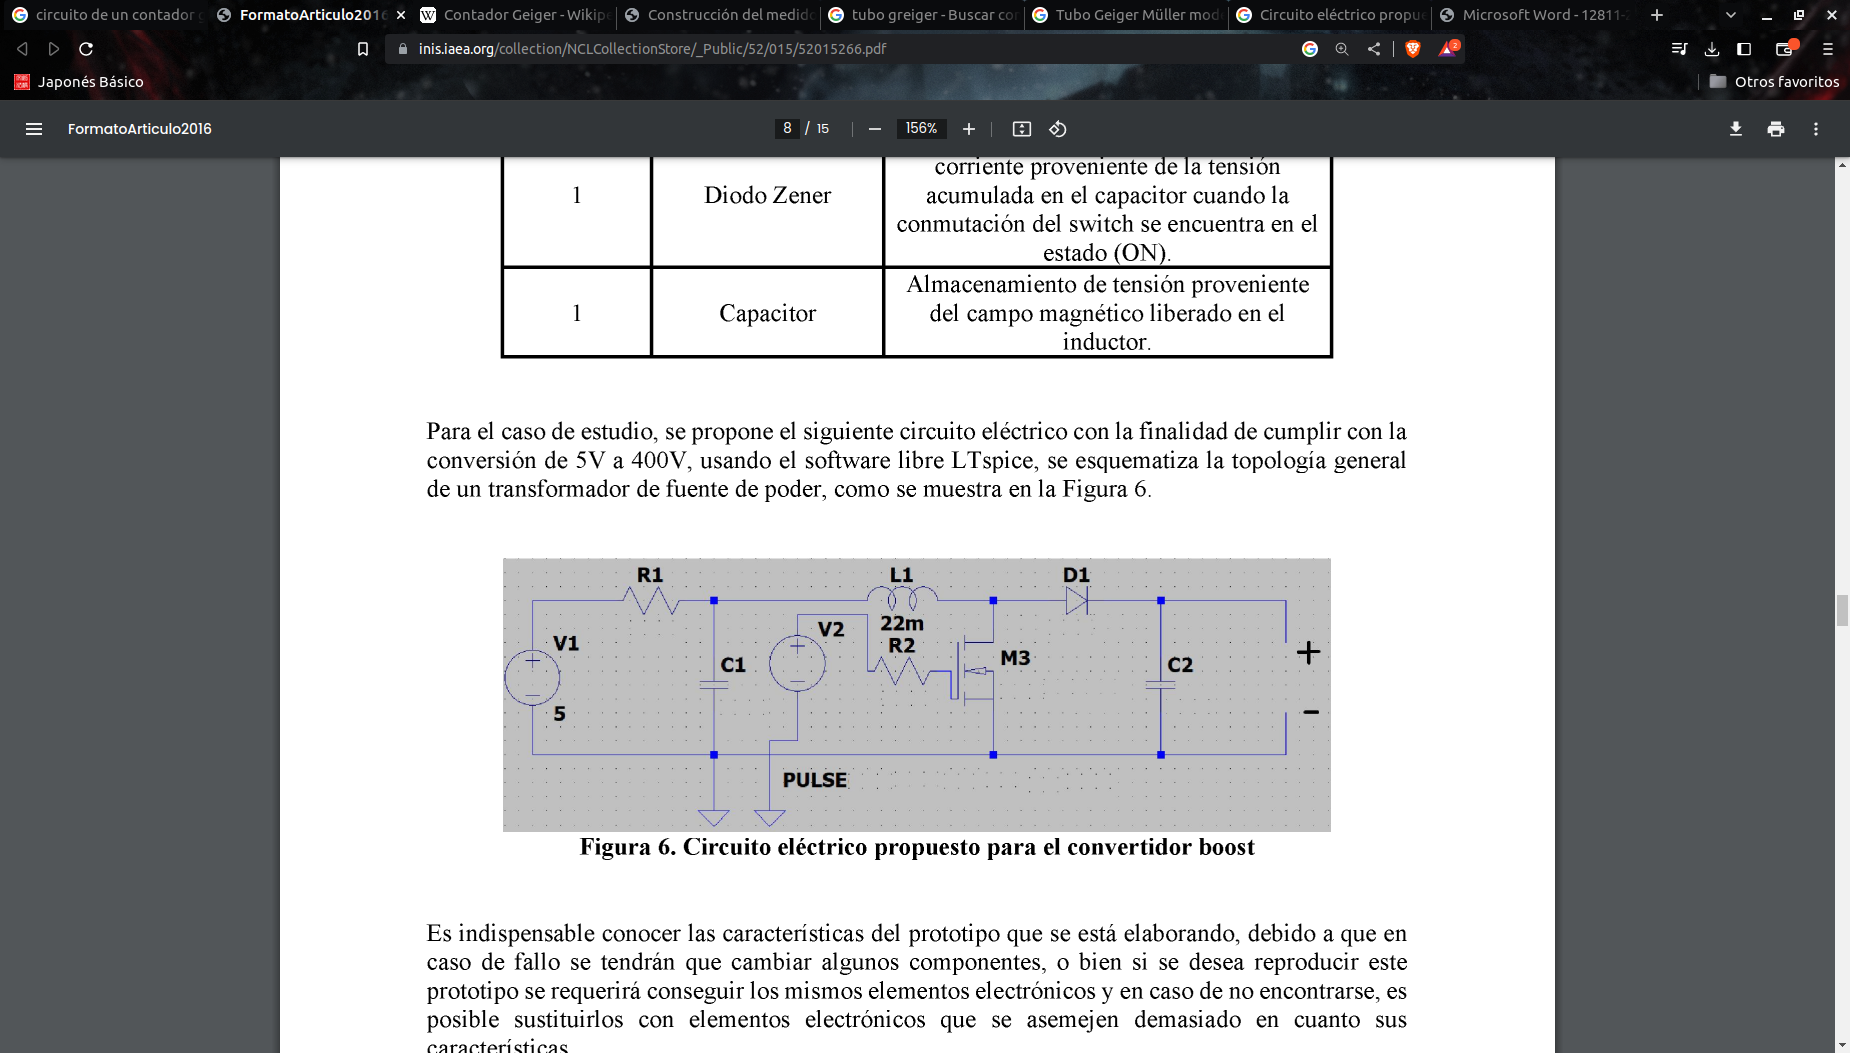 circuito de un contador
FormatoArticulo2016
Contador Geiger - Wikip
Construcción del medid
tubo greiger - Buscar co
Tubo Geiger Müller mod
Circuito eléctrico propu
Microsoft Word - 12811-
inis.iaea.org/collection/NCLCollectionStore/_Public/52/015/52015266.pdf
2
Japonés Básico
Otros favoritos
FormatoArticulo2016
8 / 15
156%
corriente proveniente de la tensión
1
Diodo Zener
acumulada en el capacitor cuando la
conmutación del switch se encuentra en el
estado (ON).
1
Capacitor
Almacenamiento de tensión proveniente
del campo magnético liberado en el
inductor.
Para el caso de estudio, se propone el siguiente circuito eléctrico con la finalidad de cumplir con la
conversión de 5V a 400V, usando el software libre LTspice, se esquematiza la topología general
de un transformador de fuente de poder, como se muestra en la Figura 6.
R1
L1
D1
V1
V2
22m
R2
C1
M3
C2
+
5
-
PULSE
Figura 6. Circuito eléctrico propuesto para el convertidor boost
Es indispensable conocer las características del prototipo que se está elaborando, debido a que en
caso de fallo se tendrán que cambiar algunos componentes, o bien si se desea reproducir este
prototipo se requerirá conseguir los mismos elementos electrónicos y en caso de no encontrarse, es
posible sustituirlos con elementos electrónicos que se asemejen demasiado en cuanto sus
características.